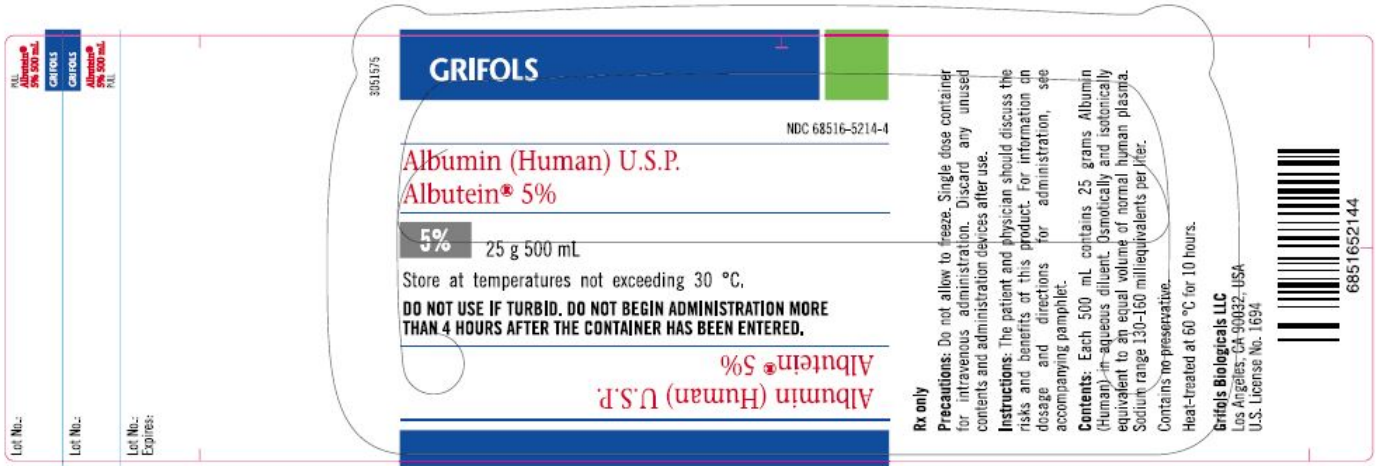 PULL
Albutein®
5% 500 mL
GRIFOLS
GRIFOLS
Albutein®
5% 500 mL
PULL
Lot No.:
Lot No.:
Lot No.:
Expires:
3051575
GRIFOLS
NDC 68516-5214-4
Albumin (Human) U.S.P.
Albutein® 5%
5%
25 g 500 mL
Store at temperatures not exceeding 30 °C.
DO NOT USE IF TURBID. DO NOT BEGIN ADMINISTRATION MORE
THAN 4 HOURS AFTER THE CONTAINER HAS BEEN ENTERED.
Albumin (Human) U.S.P.
Albutein® 5%
Rx only
Precautions: Do not allow to freeze. Single dose container
for intravenous administration. Discard any unused
contents and administration devices after use.
Instructions: The patient and physician should discuss the
risks and benefits of this product. For information on
dosage and directions for administration, see
accompanying pamphlet.
Contents: Each 500 mL contains 25 grams Albumin
(Human) in aqueous diluent. Osmotically and isotonically
equivalent to an equal volume of normal human plasma.
Sodium range 130-160 milliequivalents per liter.
Contains no preservative.
Heat-treated at 60 °C for 10 hours.
Grifols Biologicals LLC
Los Angeles, CA 90032, USA
U.S. License No. 1694
6851652144